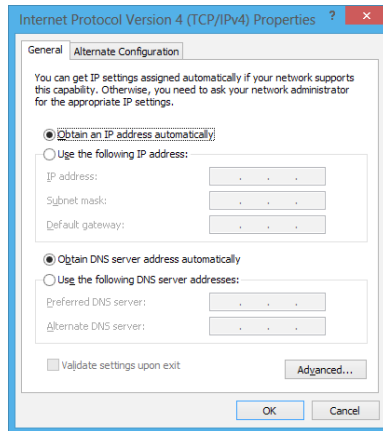 Internet Protocol Version 4 (TCP/IPv4) Properties ? ×
General Alternate Configuration
You can get IP settings assigned automatically if your network supports
this capability. Otherwise, you need to ask your network administrator
for the appropriate IP settings.
Obtain an IP address automatically
Use the following IP address:
IP address: . . .
Subnet mask: . . .
Default gateway: . . .
Obtain DNS server address automatically
Use the following DNS server addresses:
Preferred DNS server: . . .
Alternate DNS server: . . .
Validate settings upon exit
Advanced...
OK Cancel